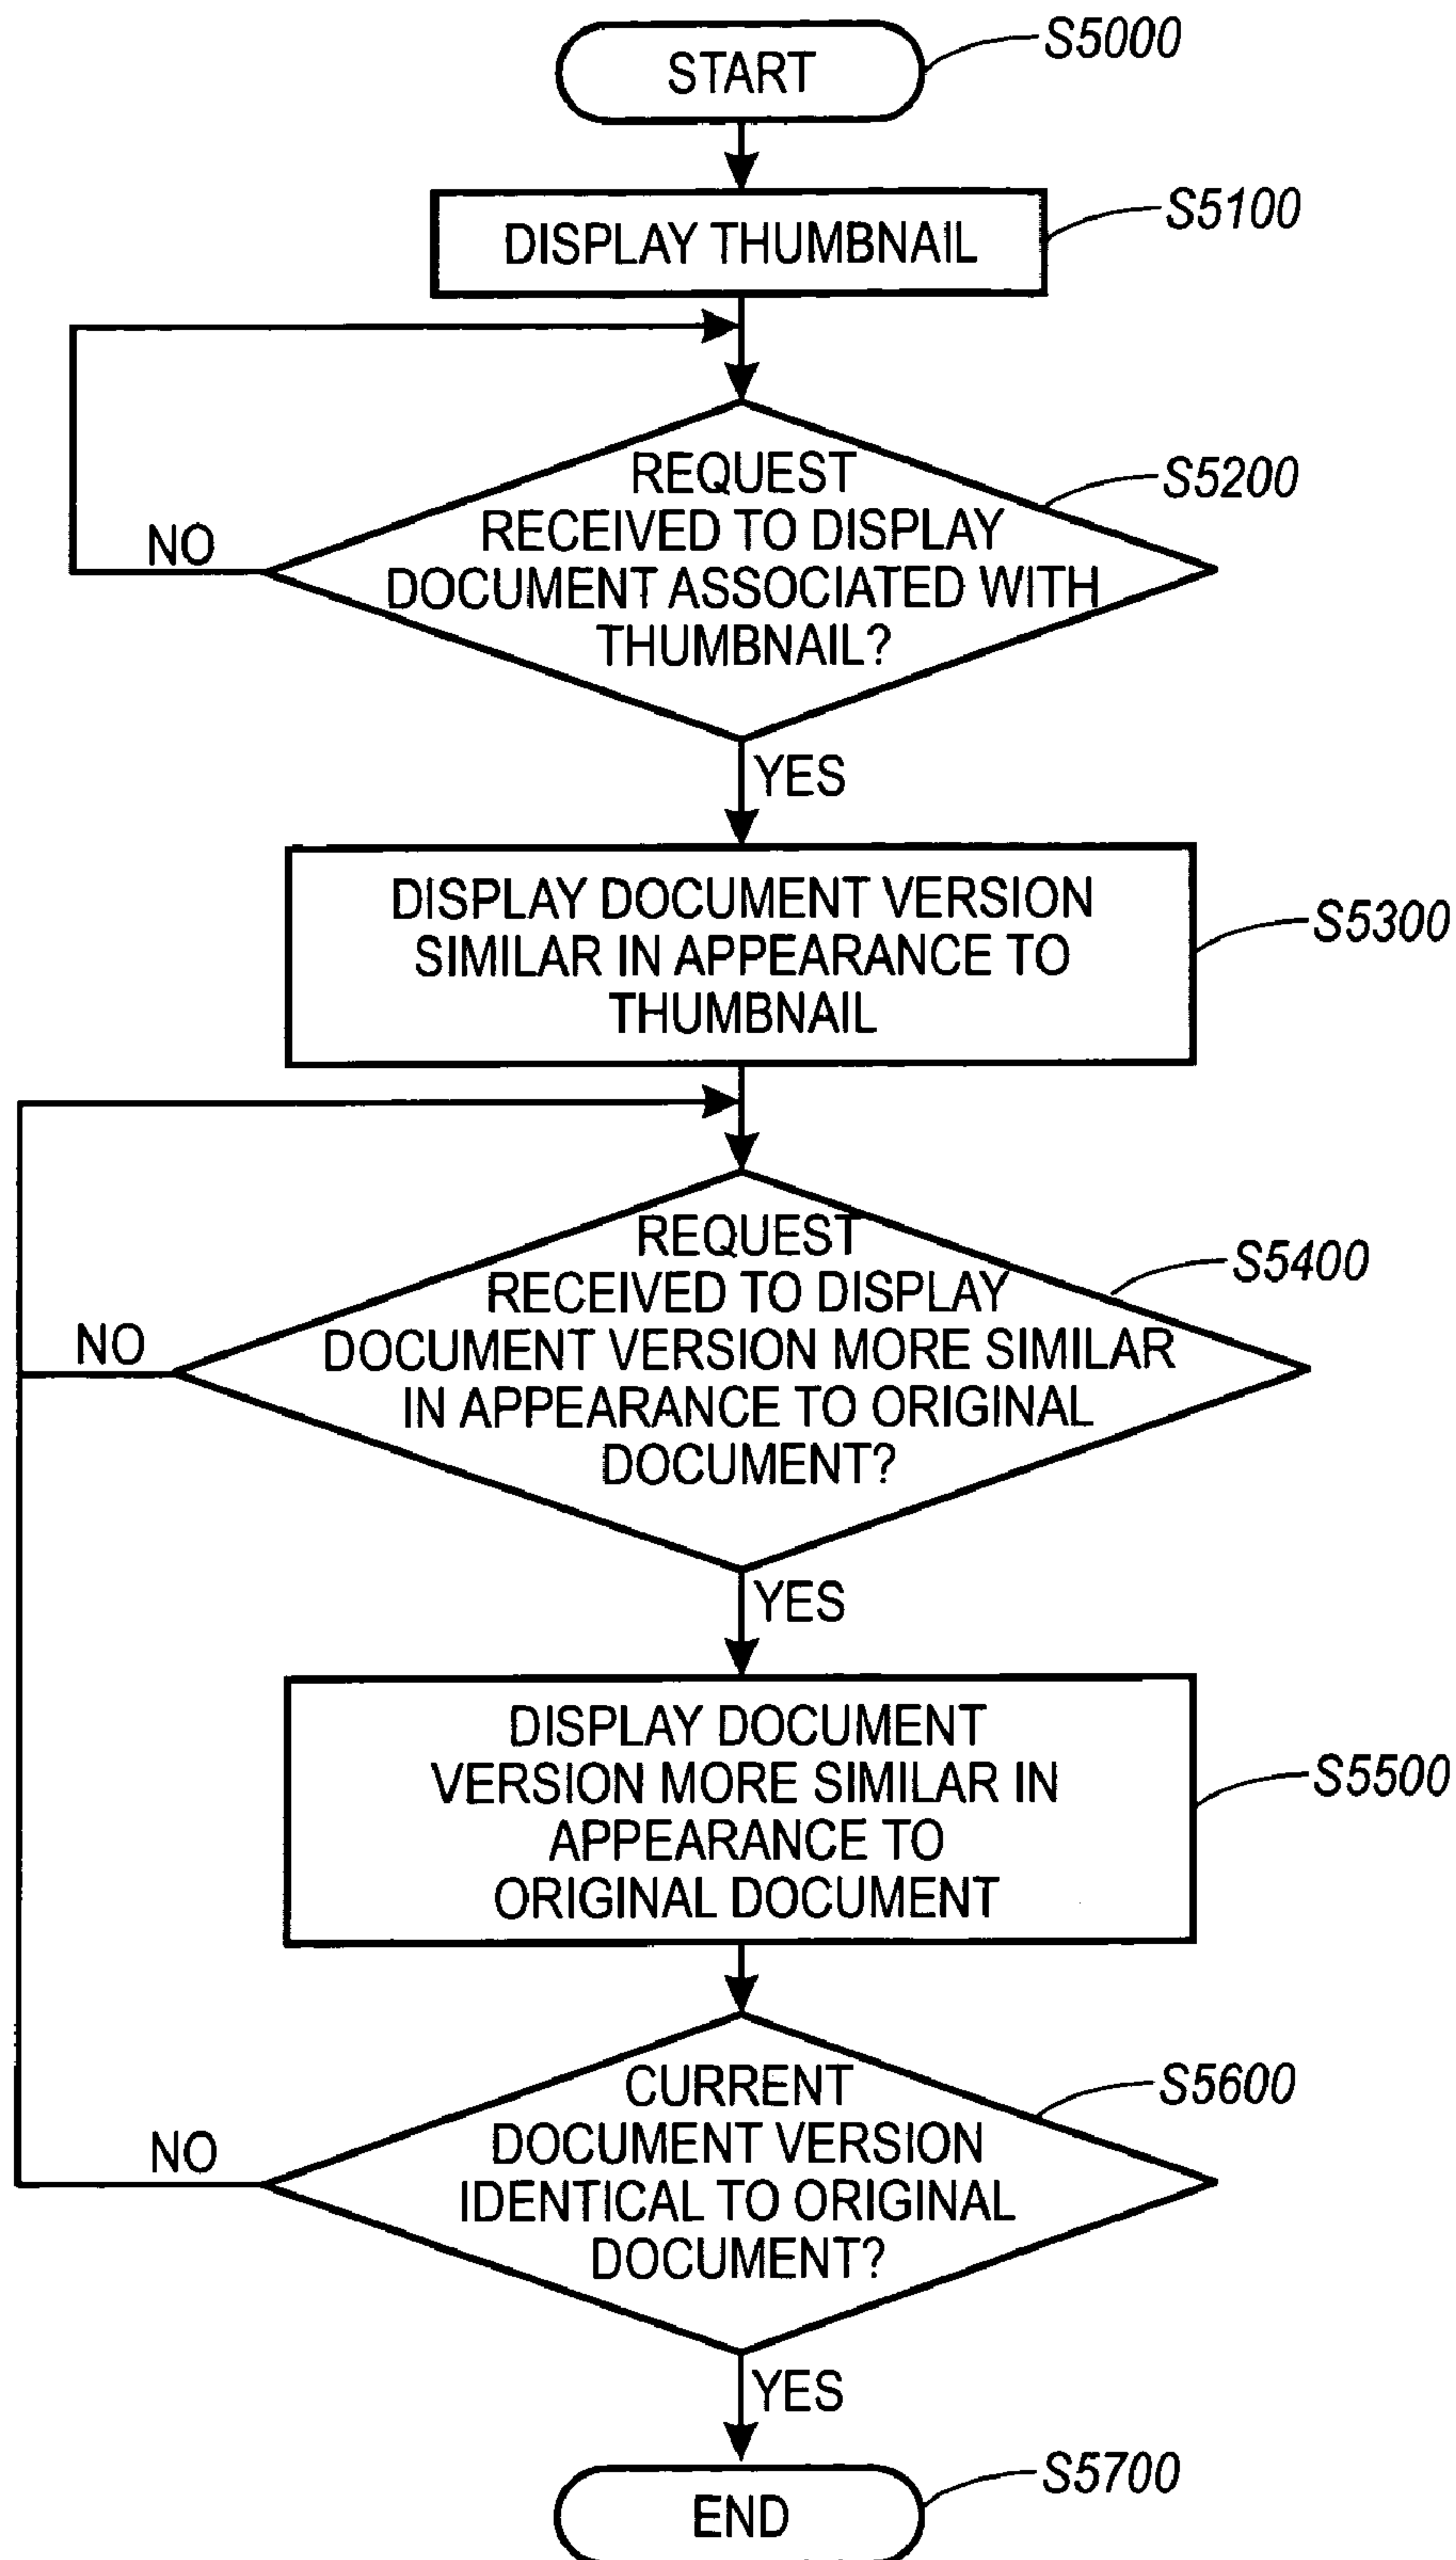 START
S5000
DISPLAY THUMBNAIL
S5100
REQUEST
RECEIVED TO DISPLAY
DOCUMENT ASSOCIATED WITH
THUMBNAIL?
S5200
NO
YES
DISPLAY DOCUMENT VERSION
SIMILAR IN APPEARANCE TO
THUMBNAIL
S5300
REQUEST
RECEIVED TO DISPLAY
DOCUMENT VERSION MORE SIMILAR
IN APPEARANCE TO ORIGINAL
DOCUMENT?
S5400
NO
YES
DISPLAY DOCUMENT
VERSION MORE SIMILAR IN
APPEARANCE TO
ORIGINAL DOCUMENT
S5500
CURRENT
DOCUMENT VERSION
IDENTICAL TO ORIGINAL
DOCUMENT?
S5600
NO
YES
END
S5700